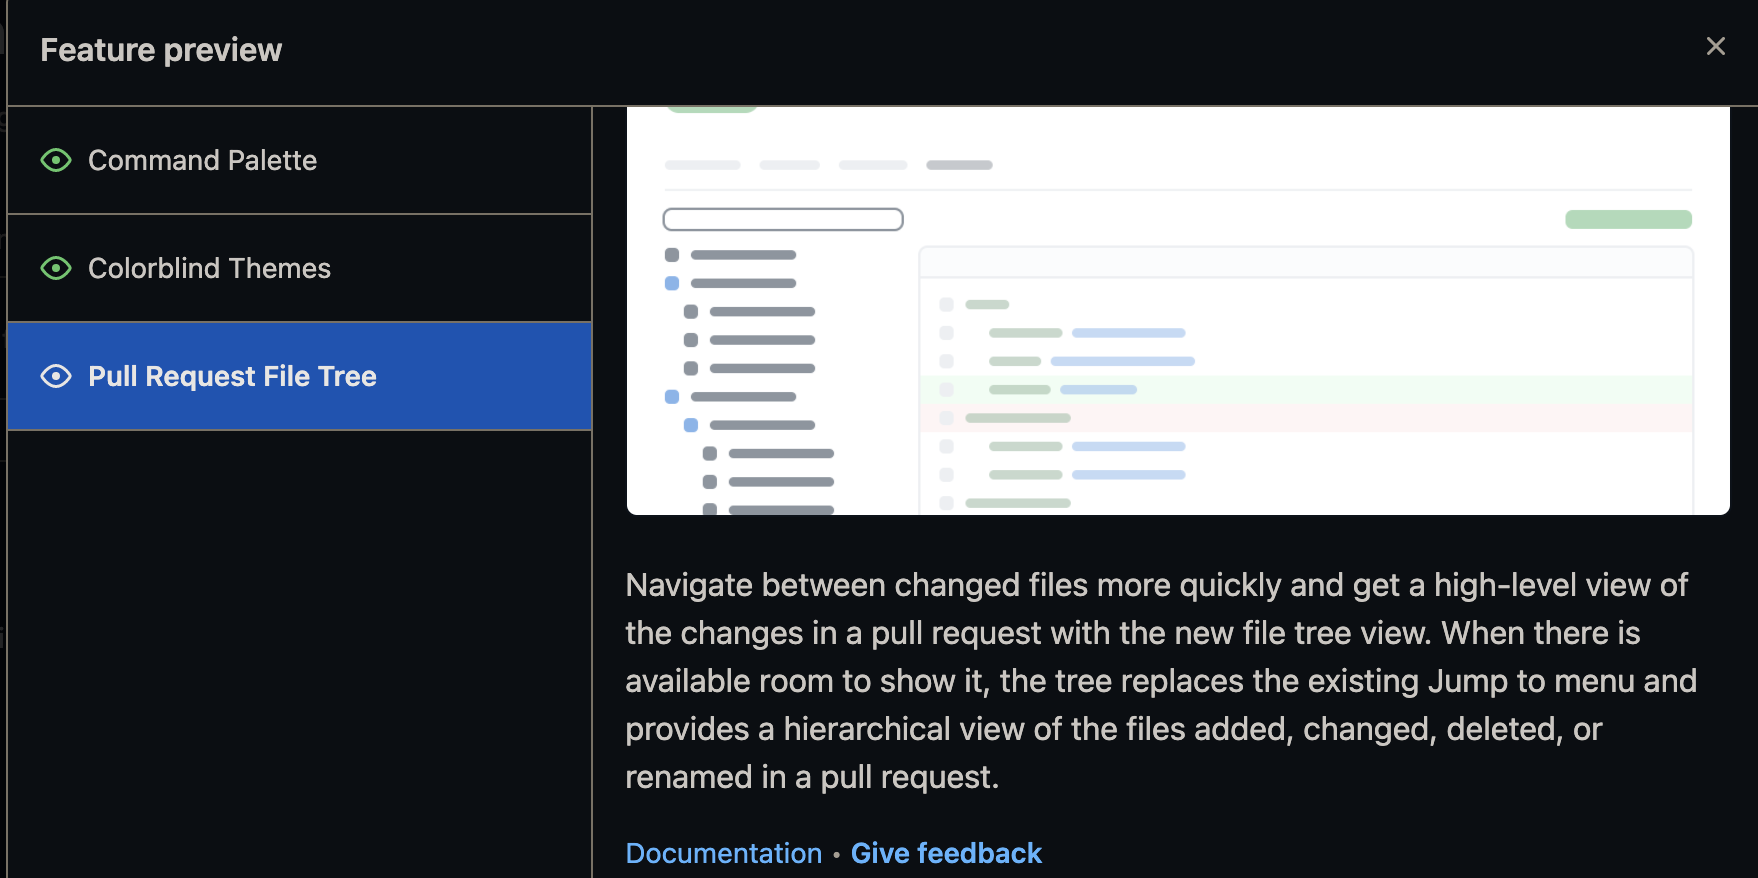 Feature preview
Command Palette
Colorblind Themes
Pull Request File Tree
Navigate between changed files more quickly and get a high-level view of
the changes in a pull request with the new file tree view. When there is
available room to show it, the tree replaces the existing Jump to menu and
provides a hierarchical view of the files added, changed, deleted, or
renamed in a pull request.
Documentation • Give feedback